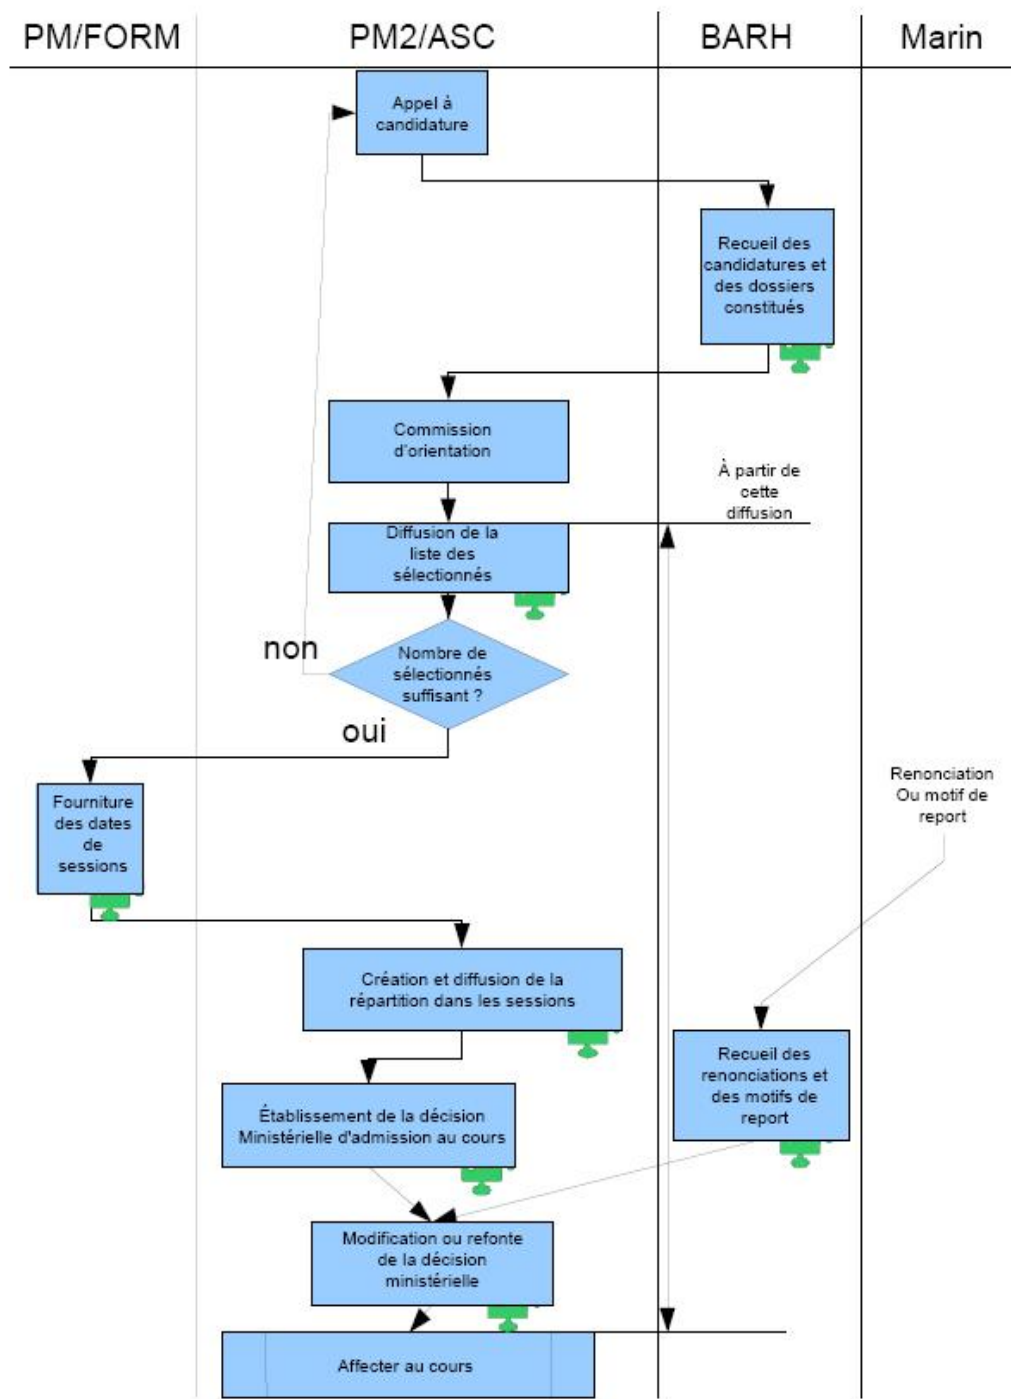 PM/FORM PM2/ASC BARH Marin
Appel à
candidature
Recueil des
candidatures et
des dossiers
constitués
Commission
d'orientation
À partir de
cette
diffusion
Diffusion de la
liste des
sélectionnés
non
Nombre de
sélectionnés
suffisant ?
oui
Fourniture
des dates
de
sessions
Renonciation
Ou motif de
report
Création et diffusion de la
répartition dans les sessions
Recueil des
renonciations et
des motifs de
report
Établissement de la décision
Ministérielle d'admission au cours
Modification ou refonte
de la décision
ministérielle
Affecter au cours